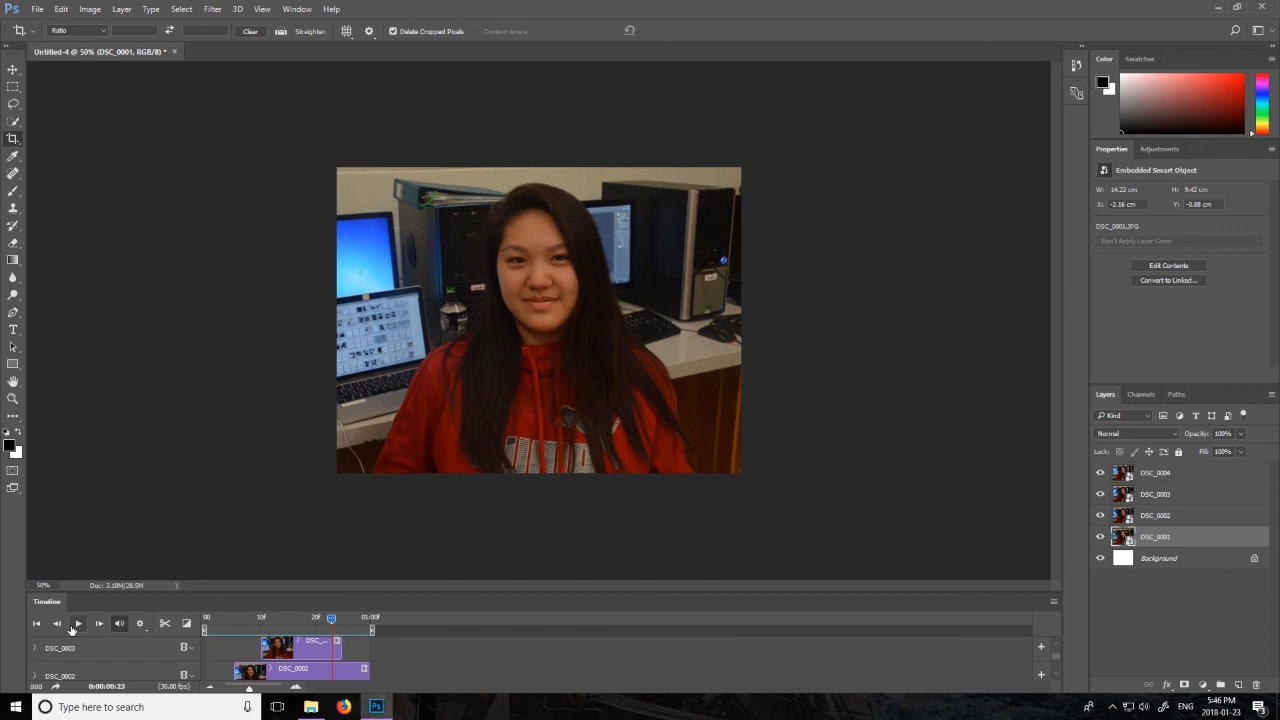 Ps File Edit Image Layer Type Select Filter 3D View Window Help
Ratio Clear Straighten Delete Cropped Pixels Content-Aware
Untitled-4 @ 50% (DSC_0001, RGB/8) * ×
Color Swatches
Properties Adjustments
Embedded Smart Object
W: 14.22 cm H: 9.42 cm
X: -2.16 cm Y: -0.88 cm
DSC_0001.JPG
Don't Apply Layer Comp
Edit Contents
Convert to Linked...
Layers Channels Paths
Kind
Normal Opacity: 100%
Lock: Fill: 100%
DSC_0004
DSC_0003
DSC_0002
DSC_0001
Background
50% Doc: 3.18M/28.5M
Timeline
00 10f 20f 01:00f
DSC_0003 DSC_...
DSC_0002 DSC_0002
0:00:00:23 (30.00 fps)
Type here to search
ENG
5:46 PM
2018-01-23